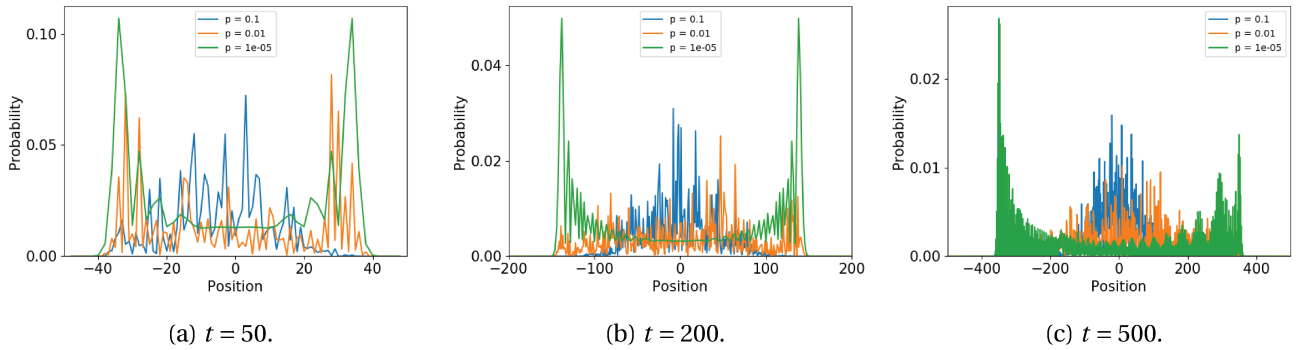 0.10
0.05
0.00
Probability
p = 0.1
p = 0.01
p = 1e-05
−40
−20
0
20
40
Position
(a) t = 50.
0.04
0.02
0.00
Probability
p = 0.1
p = 0.01
p = 1e-05
−200
−100
0
100
200
Position
(b) t = 200.
0.02
0.01
0.00
Probability
p = 0.1
p = 0.01
p = 1e-05
−400
−200
0
200
400
Position
(c) t = 500.